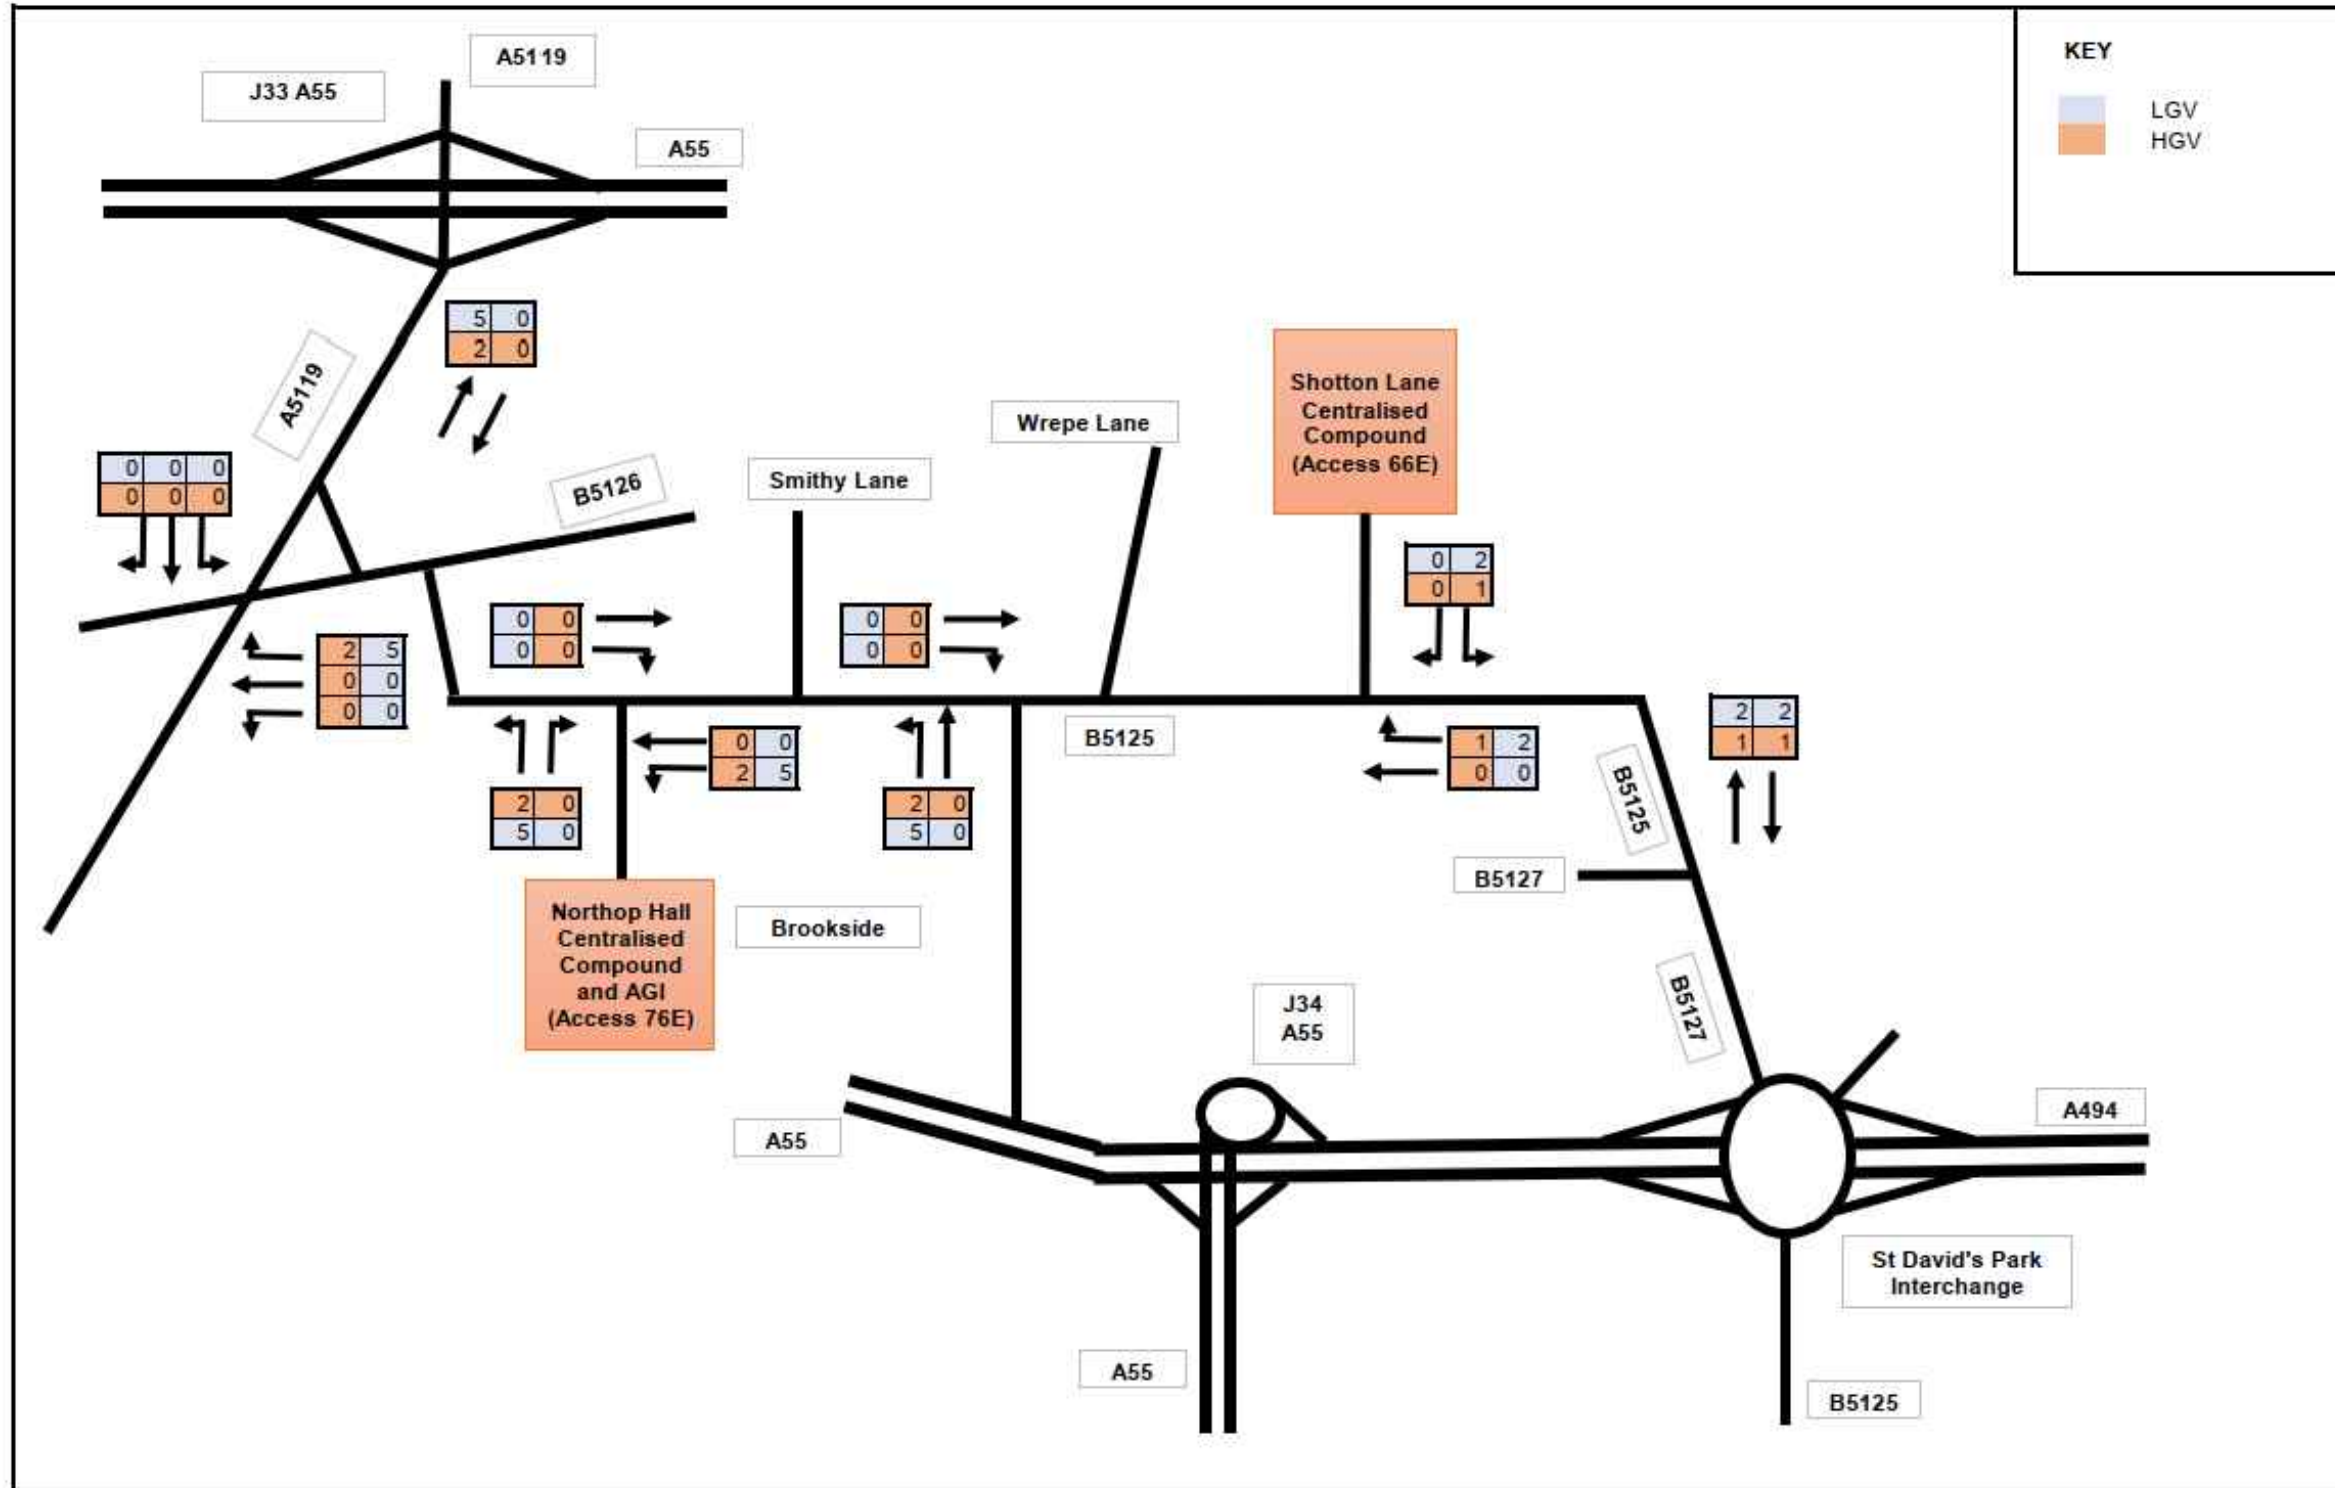 A5119
KEY
J33 A55
LGV
HGV
A55
5 0
2 0
A5119
Shotton Lane
Centralised
Compound
(Access 66E)
Wrepe Lane
0 0 0
0 0 0
B5126
Smithy Lane
0 2
0 1
0 0
0 0
0 0
0 0
2 5
0 0
0 0
2 2
1 1
B5125
0 0
2 5
1 2
0 0
B5125
2 0
5 0
2 0
5 0
B5127
Northop Hall
Centralised
Compound
and AGI
(Access 76E)
Brookside
J34
A55
B5127
A494
A55
St David's Park
Interchange
A55
B5125